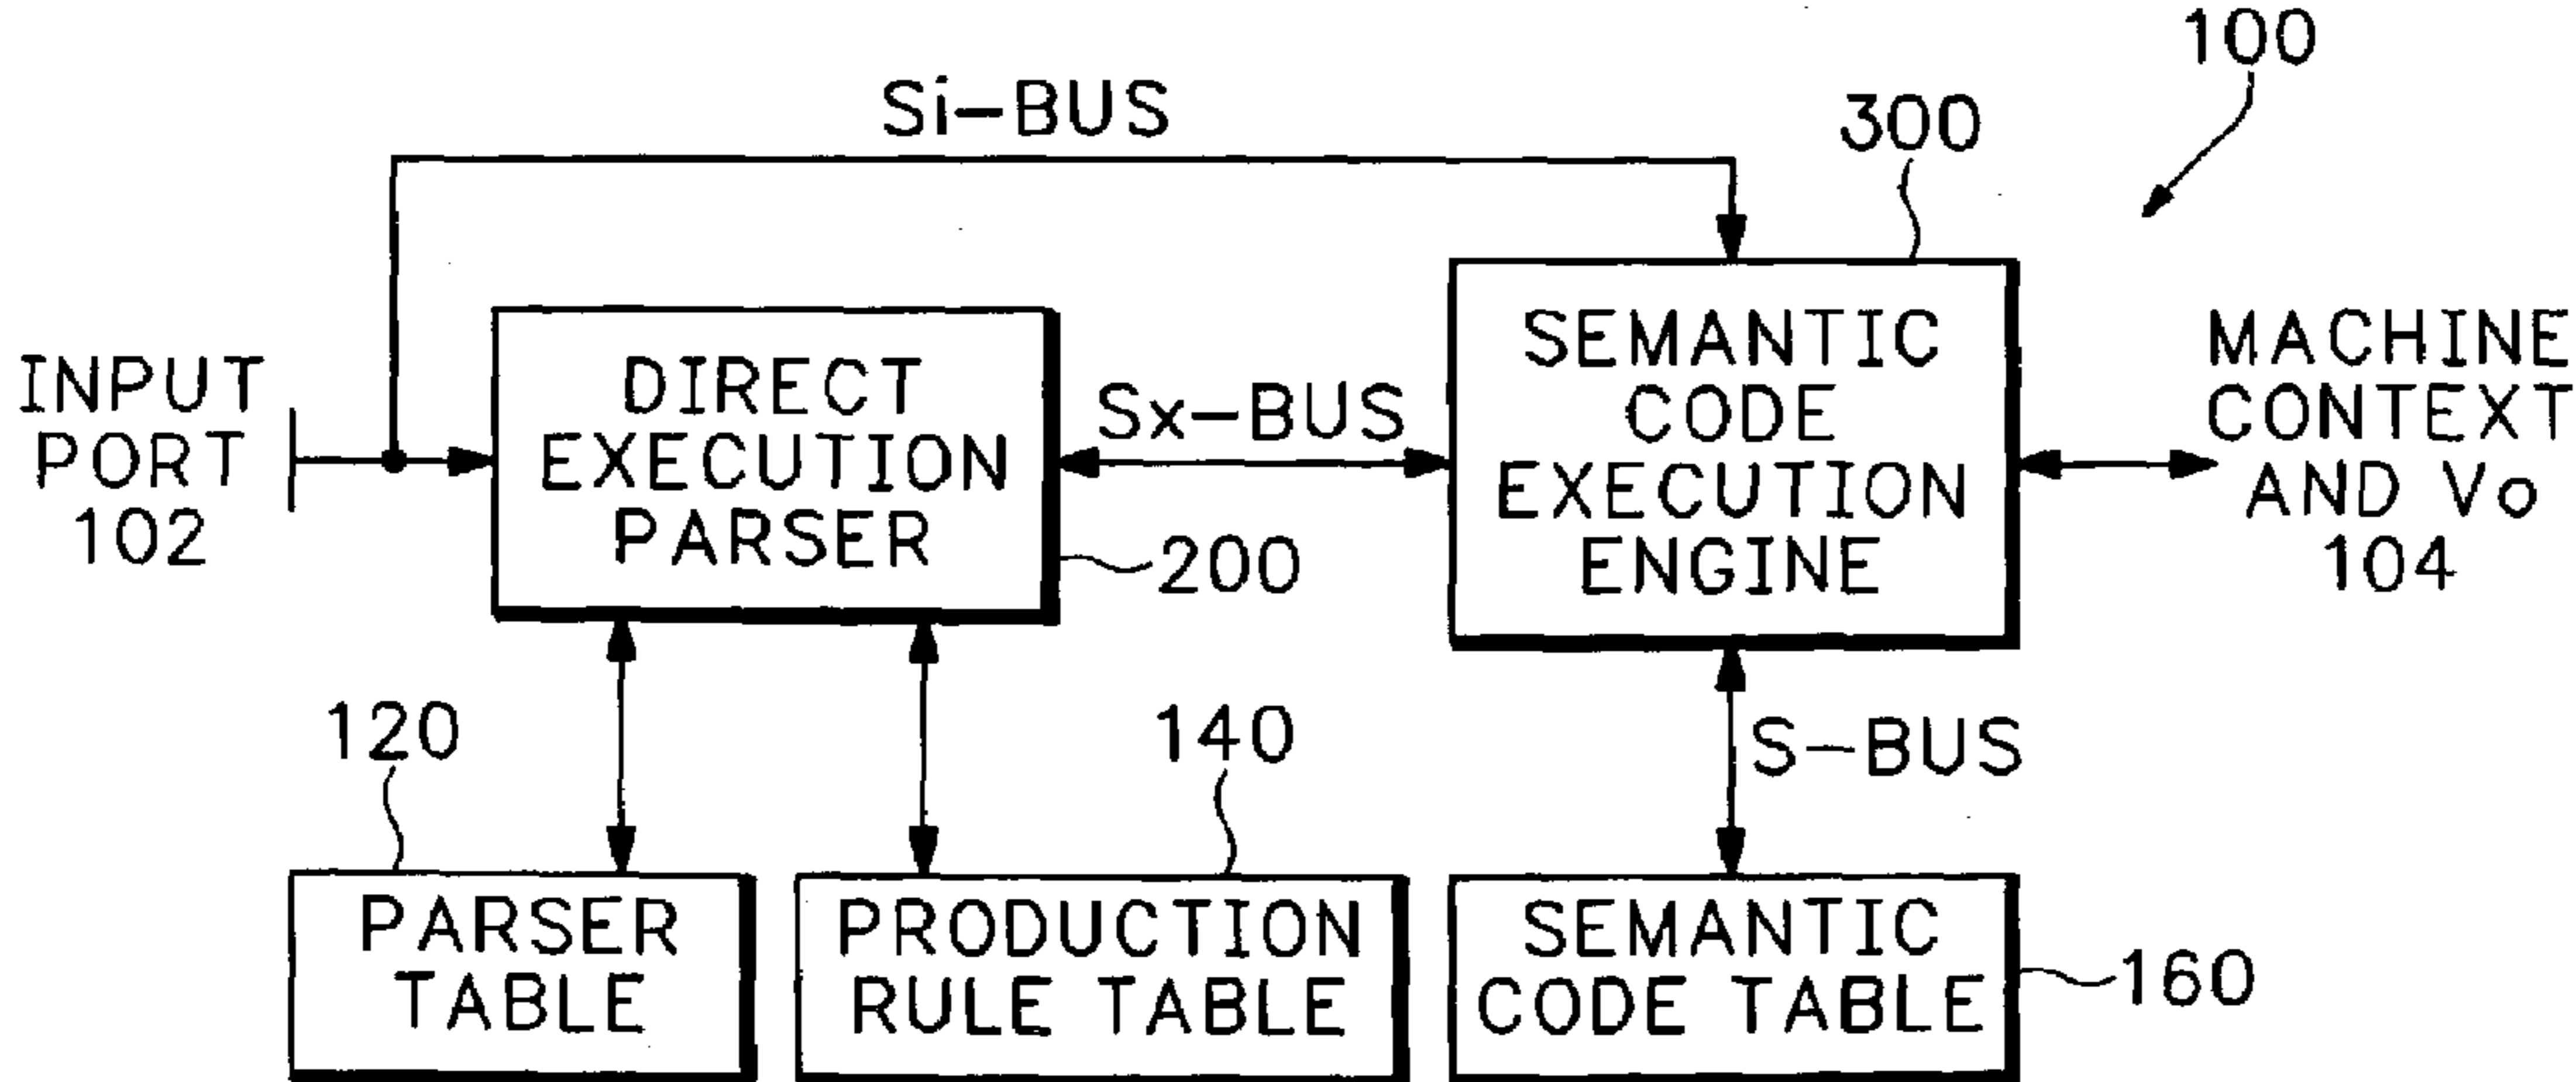 100
Si-BUS
300
INPUT
PORT
102
DIRECT
EXECUTION
PARSER
200
Sx-BUS
SEMANTIC
CODE
EXECUTION
ENGINE
MACHINE
CONTEXT
AND Vo
104
120
140
S-BUS
PARSER
TABLE
PRODUCTION
RULE TABLE
SEMANTIC
CODE TABLE
160